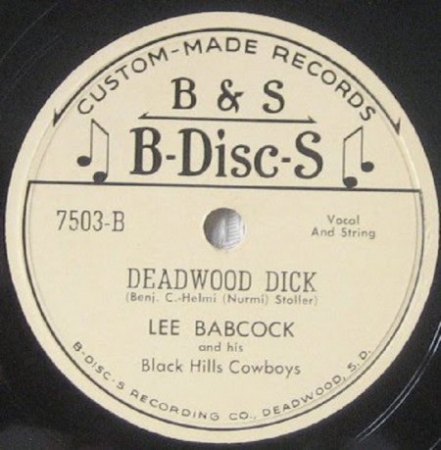 CUSTOM-MADE RECORDS
B & S
B-Disc-S
7503-B
Vocal
And String
DEADWOOD DICK
(Benj. C.-Helmi (Nurmi) Stoller)
LEE BABCOCK
and his
Black Hills Cowboys
B-DISC-S RECORDING CO., DEADWOOD, S.D.